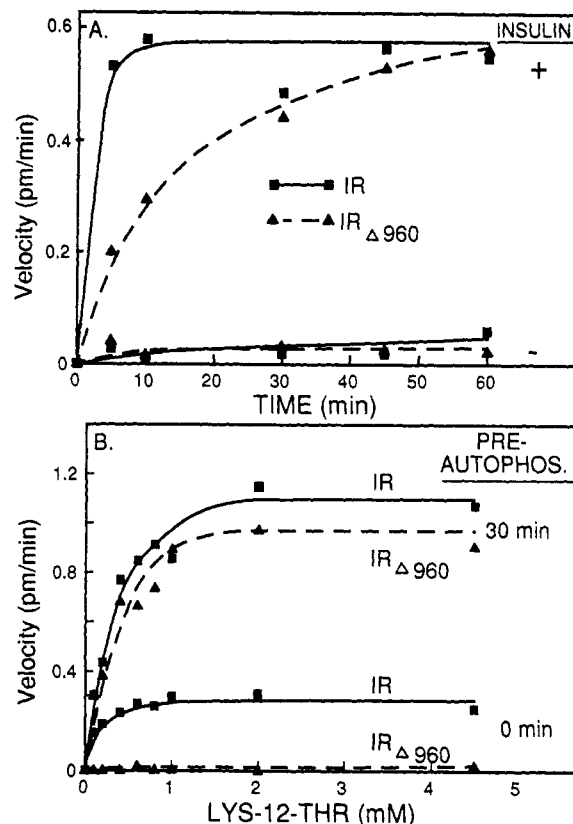 A.
INSULIN
0.6
0.4
0.2
0
Velocity (pm/min)
+
IR
IR △960
-
0 10 20 30 40 50 60
TIME (min)
B.
PRE-
AUTOPHOS.
1.2
0.8
0.4
0
Velocity (pm/min)
IR
30 min
IR △960
IR
0 min
IR △960
0 1 2 3 4 5
LYS-12-THR (mM)